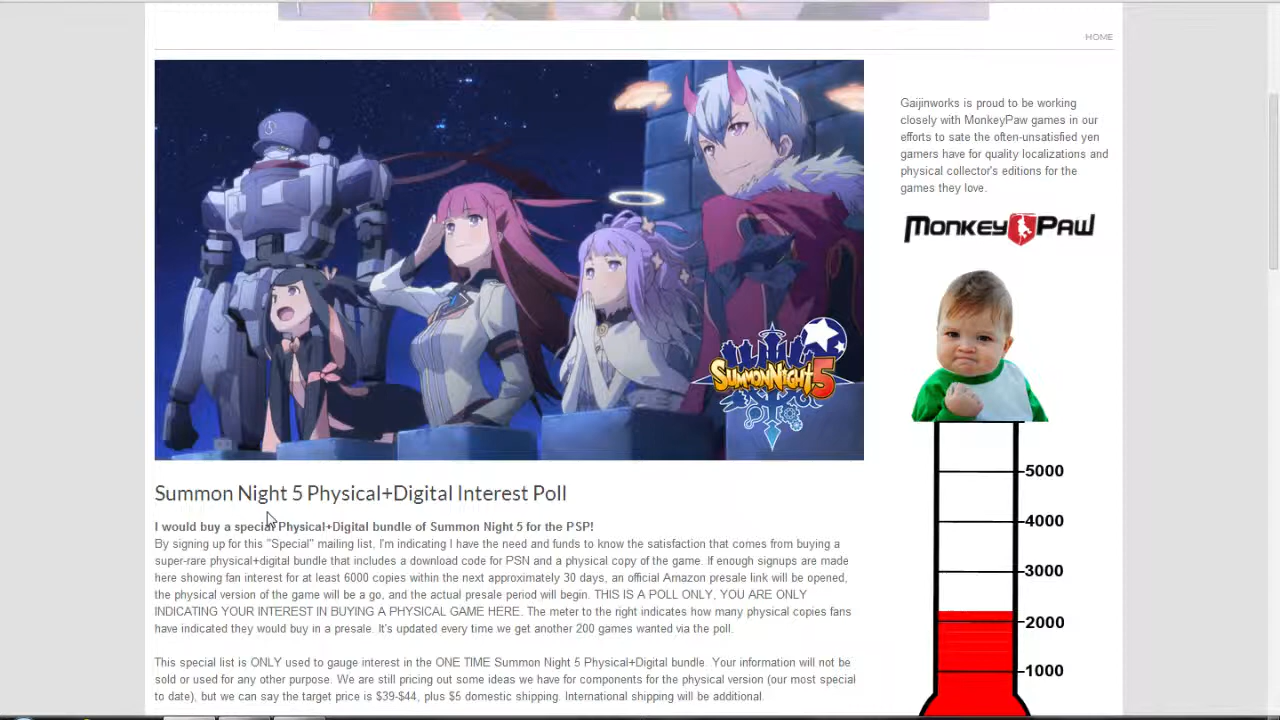 HOME
Gaijinworks is proud to be working
closely with MonkeyPaw games in our
efforts to sate the often-unsatisfied yen
gamers have for quality localizations and
physical collector's editions for the
games they love.
MONKEY PAW
SUMMON NIGHT 5
Summon Night 5 Physical+Digital Interest Poll
I would buy a special Physical+Digital bundle of Summon Night 5 for the PSP!
By signing up for this "Special" mailing list, I'm indicating I have the need and funds to know the satisfaction that comes from buying a
super-rare physical+digital bundle that includes a download code for PSN and a physical copy of the game. If enough signups are made
here showing fan interest for at least 6000 copies within the next approximately 30 days, an official Amazon presale link will be opened,
the physical version of the game will be a go, and the actual presale period will begin. THIS IS A POLL ONLY, YOU ARE ONLY
INDICATING YOUR INTEREST IN BUYING A PHYSICAL GAME HERE. The meter to the right indicates how many physical copies fans
have indicated they would buy in a presale. It's updated every time we get another 200 games wanted via the poll.
This special list is ONLY used to gauge interest in the ONE TIME Summon Night 5 Physical+Digital bundle. Your information will not be
sold or used for any other purpose. We are still pricing out some ideas we have for components for the physical version (our most special
to date), but we can say the target price is $39-$44, plus $5 domestic shipping. International shipping will be additional.
5000
4000
3000
2000
1000